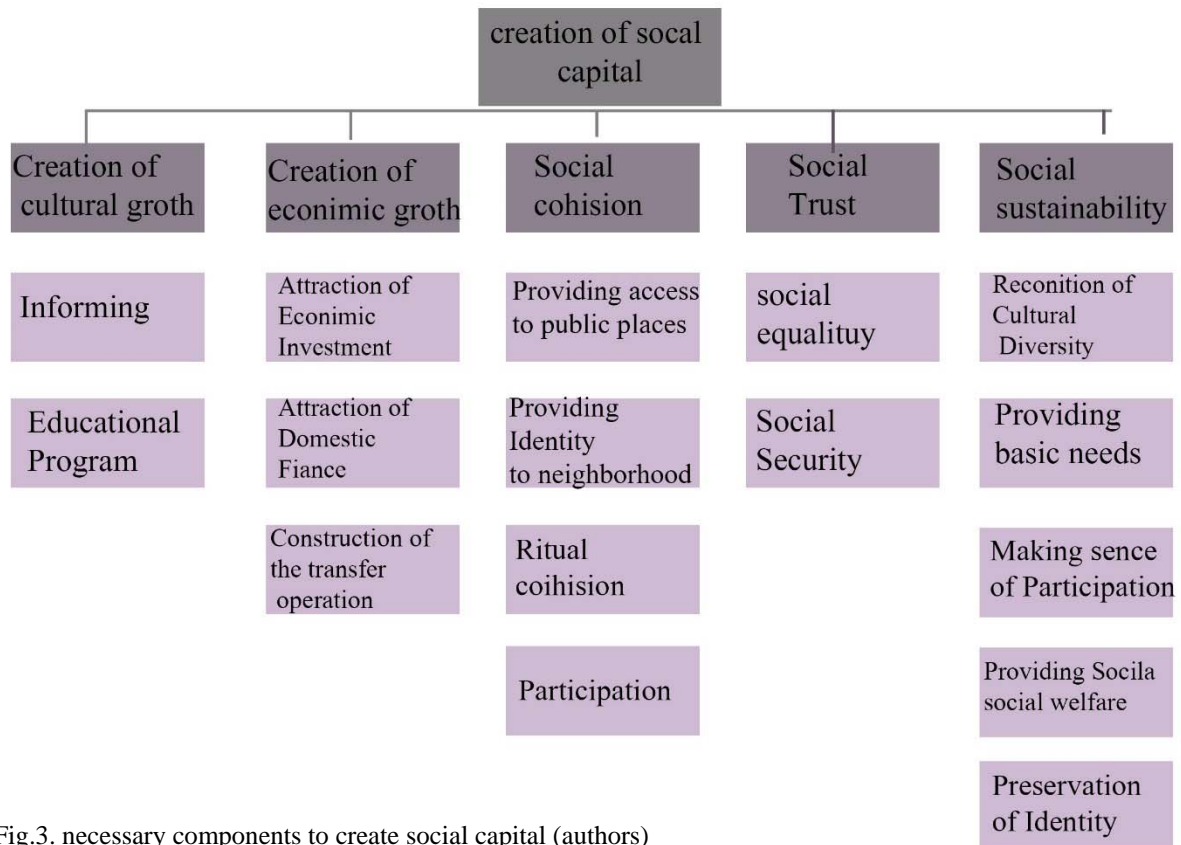 creation of socal
capital
Creation of
cultural groth
Creation of
econimic groth
Social
cohision
Social
Trust
Social
sustainability
Informing
Attraction of
Econimic
Investment
Providing access
to public places
social
equalituy
Reconition of
Cultural
Diversity
Educational
Program
Attraction of
Domestic
Fiance
Providing
Identity
to neighborhood
Social
Security
Providing
basic needs
Construction of
the transfer
operation
Ritual
coihision
Making sence
of Participation
Participation
Providing Socila
social welfare
Preservation
of Identity
Fig.3. necessary components to create social capital (authors)